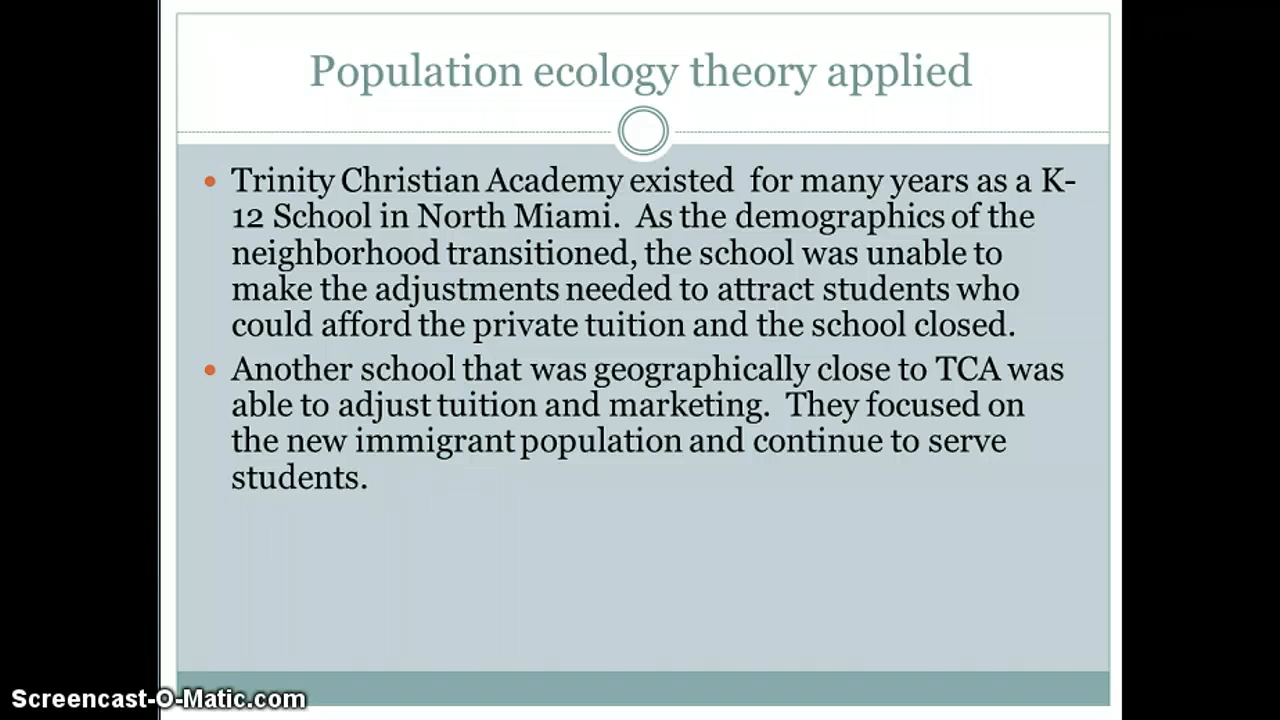 Population ecology theory applied
• Trinity Christian Academy existed  for many years as a K-
12 School in North Miami.  As the demographics of the
neighborhood transitioned, the school was unable to
make the adjustments needed to attract students who
could afford the private tuition and the school closed.
• Another school that was geographically close to TCA was
able to adjust tuition and marketing.  They focused on
the new immigrant population and continue to serve
students.
Screencast-O-Matic.com